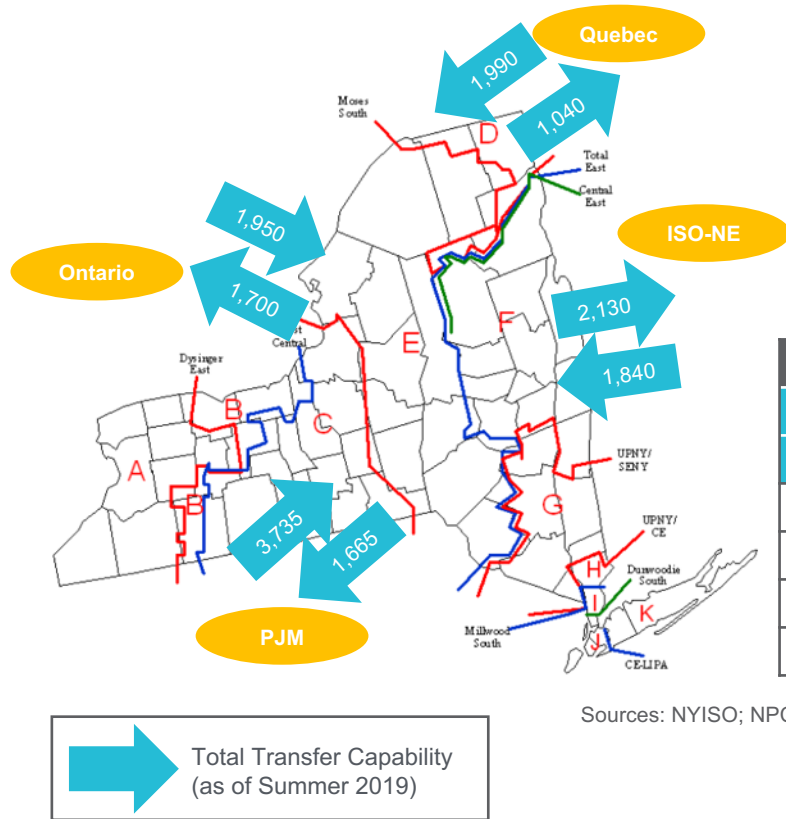 Quebec
1,990
1,040
Moses
South
D
Total
East
Central
East
1,950
ISO-NE
Ontario
1,700
2,130
E
F
Central
1,840
Dysinger
East
B
C
A
UPNY/
SENY
B
G
3,735
1,665
UPNY/
CE
H
Dunwoodie
South
I
K
PJM
Millwood
South
J
CE-LIPA
Sources: NYISO;
Total Transfer Capability
(as of Summer 2019)